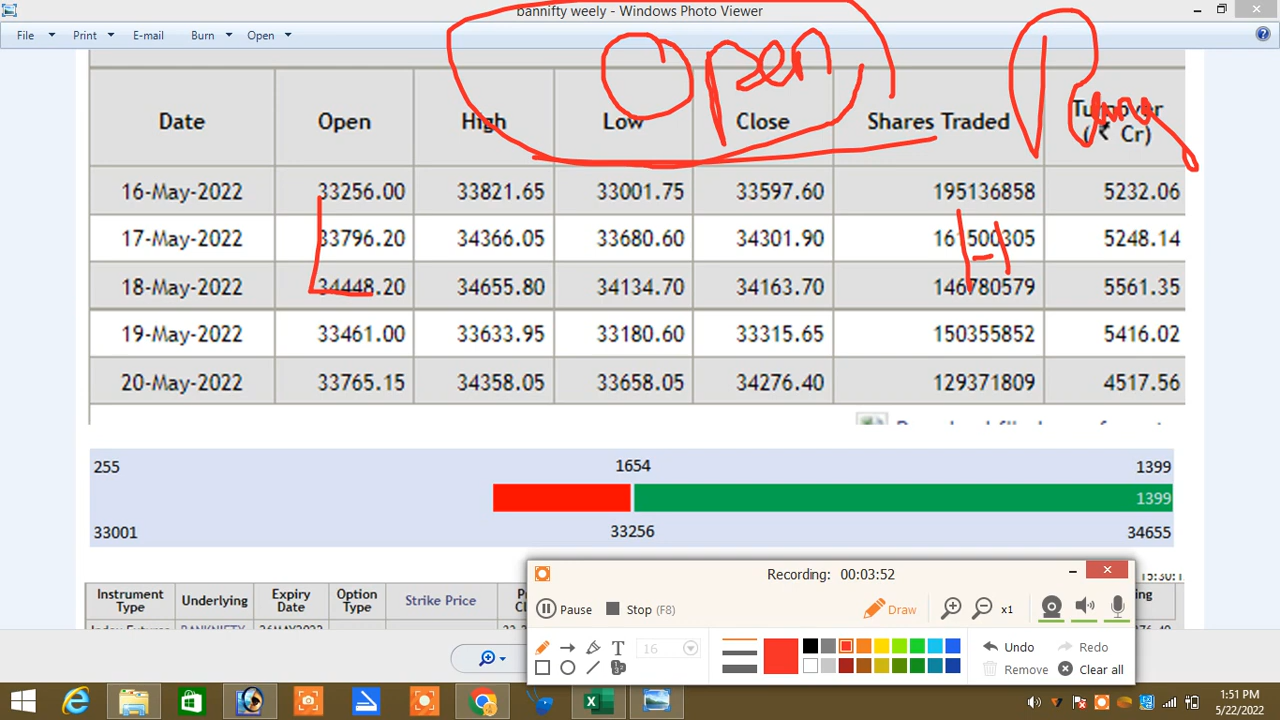 bannifty weely - Windows Photo Viewer
File Print E-mail Burn Open
Open
Date Open High Low Close Shares Traded Turnover (₹ Cr)
16-May-2022 33256.00 33821.65 33001.75 33597.60 195136858 5232.06
17-May-2022 33796.20 34366.05 33680.60 34301.90 161500305 5248.14
H
L
18-May-2022 34448.20 34655.80 34134.70 34163.70 146780579 5561.35
19-May-2022 33461.00 33633.95 33180.60 33315.65 150355852 5416.02
20-May-2022 33765.15 34358.05 33658.05 34276.40 129371809 4517.56
255 1654 1399
1399
33001 33256 34655
Recording: 00:03:52
Instrument Type Underlying Expiry Date Option Type Strike Price
Pause Stop (F8) Draw x1
16 Undo Redo
Remove Clear all
1:51 PM
5/22/2022